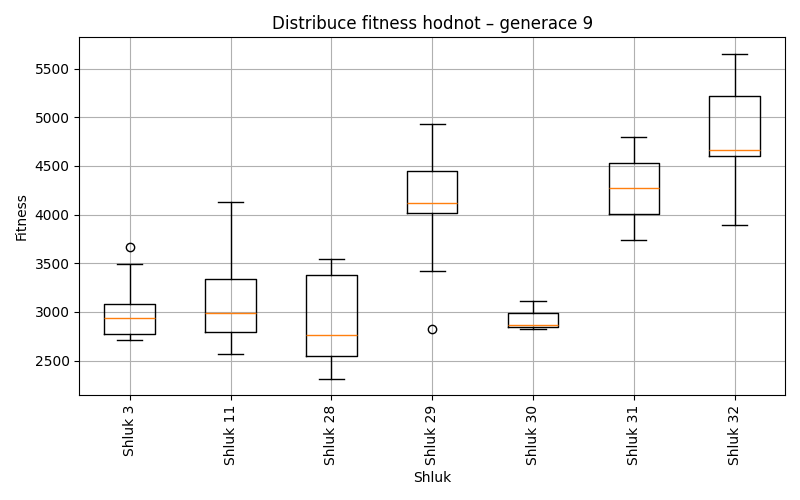 Distribuce fitness hodnot – generace 9
Fitness
5500
5000
4500
4000
3500
3000
2500
Shluk 3
Shluk 11
Shluk 28
Shluk 29
Shluk 30
Shluk 31
Shluk 32
Shluk